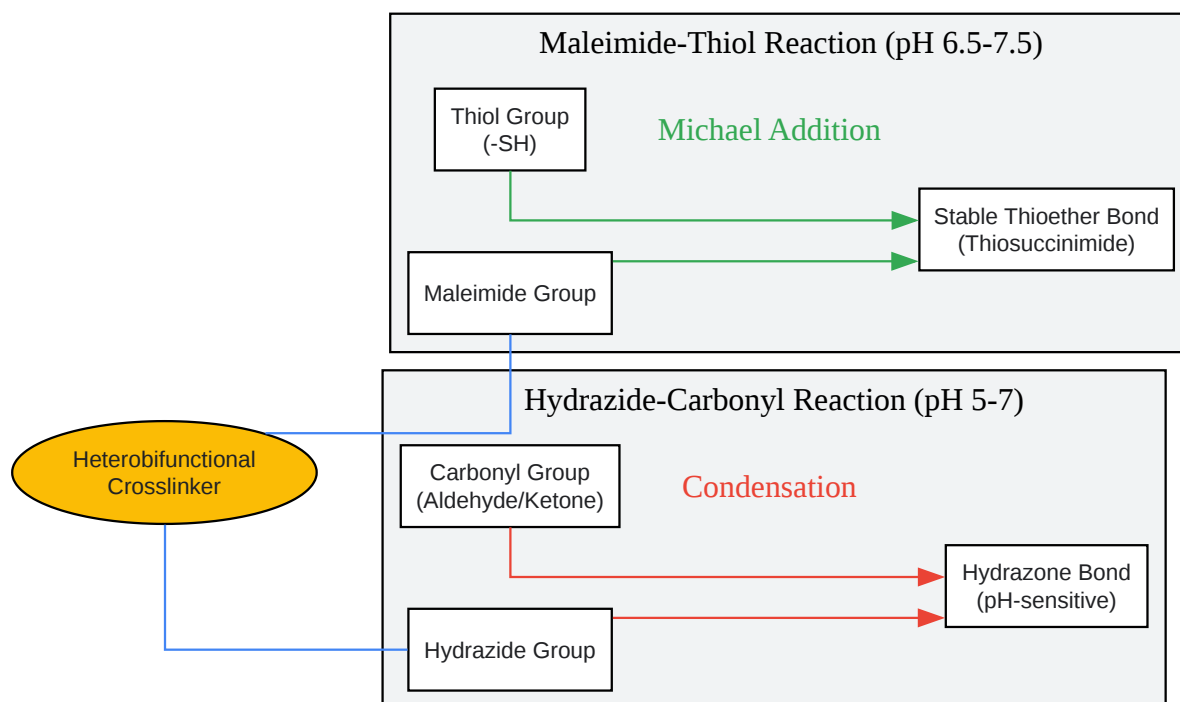 Maleimide-Thiol Reaction (pH 6.5-7.5)
Thiol Group
(-SH)
Michael Addition
Stable Thioether Bond
(Thiosuccinimide)
Maleimide Group
Hydrazide-Carbonyl Reaction (pH 5-7)
Heterobifunctional
Crosslinker
Carbonyl Group
(Aldehyde/Ketone)
Condensation
Hydrazone Bond
(pH-sensitive)
Hydrazide Group